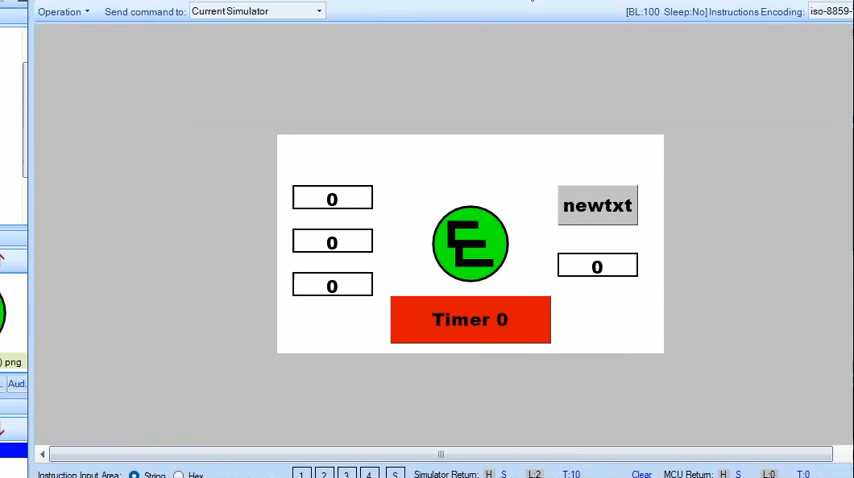 Operation Send command to: Current Simulator [BL:100 Sleep:No] Instructions Encoding: iso-8859-
0
newtxt
0
0
0
Timer 0
) png
Aud.
Instruction Input Area: String Hex 1 2 3 4 S Simulator Return: H S L:2 T:10 Clear MCU Return: H S L:0 T:0